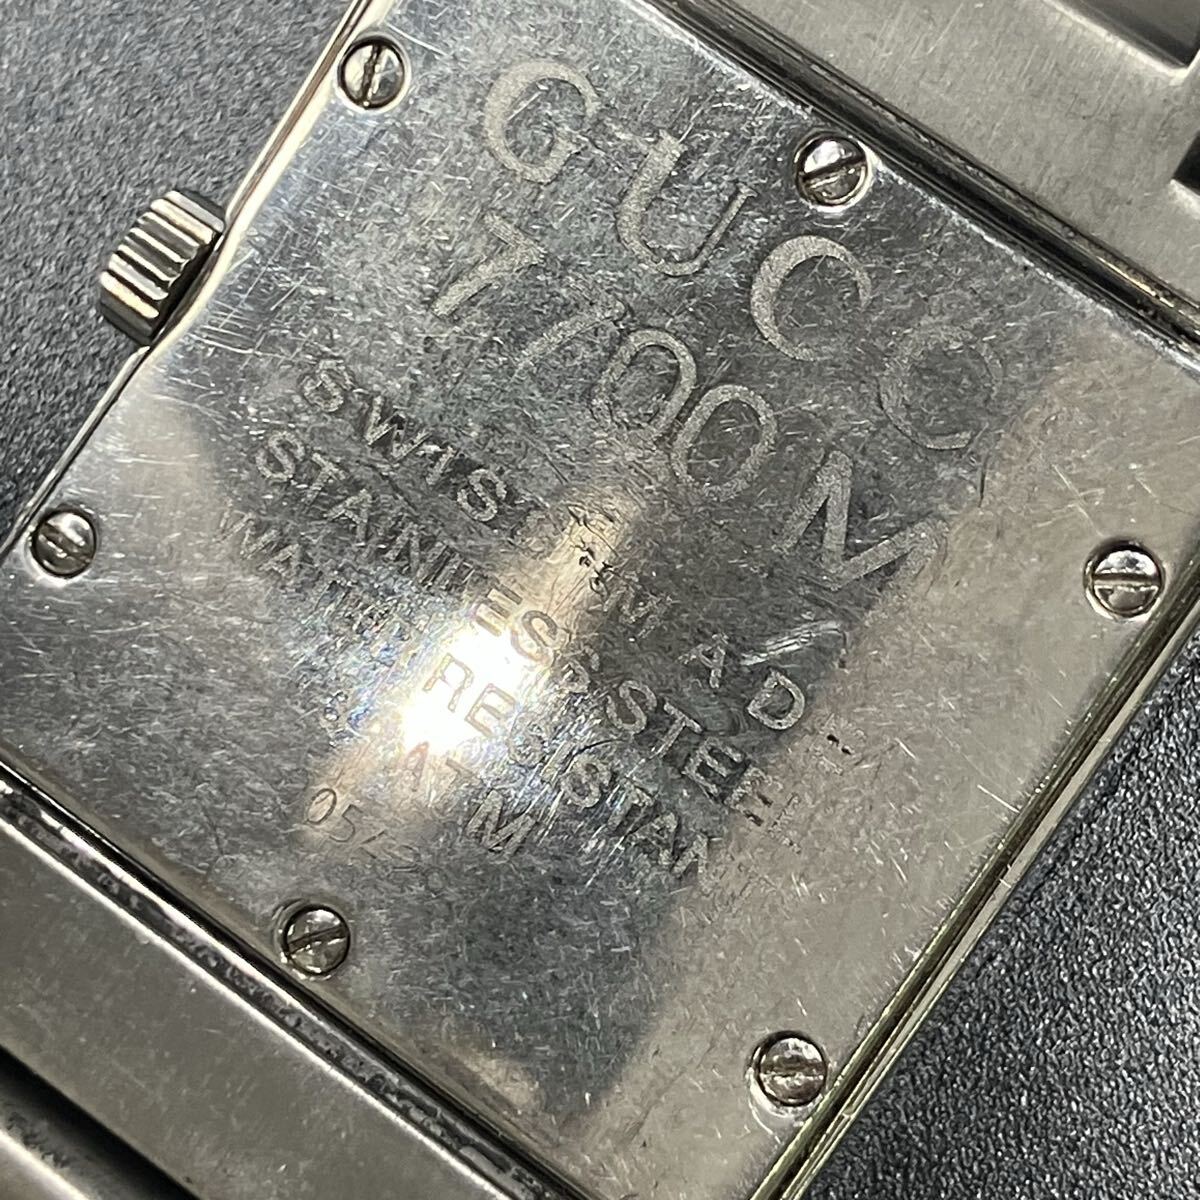 GUCCI
7700M
SWISS MADE
STAINLESS STEEL
WATER RESISTANT
ATM